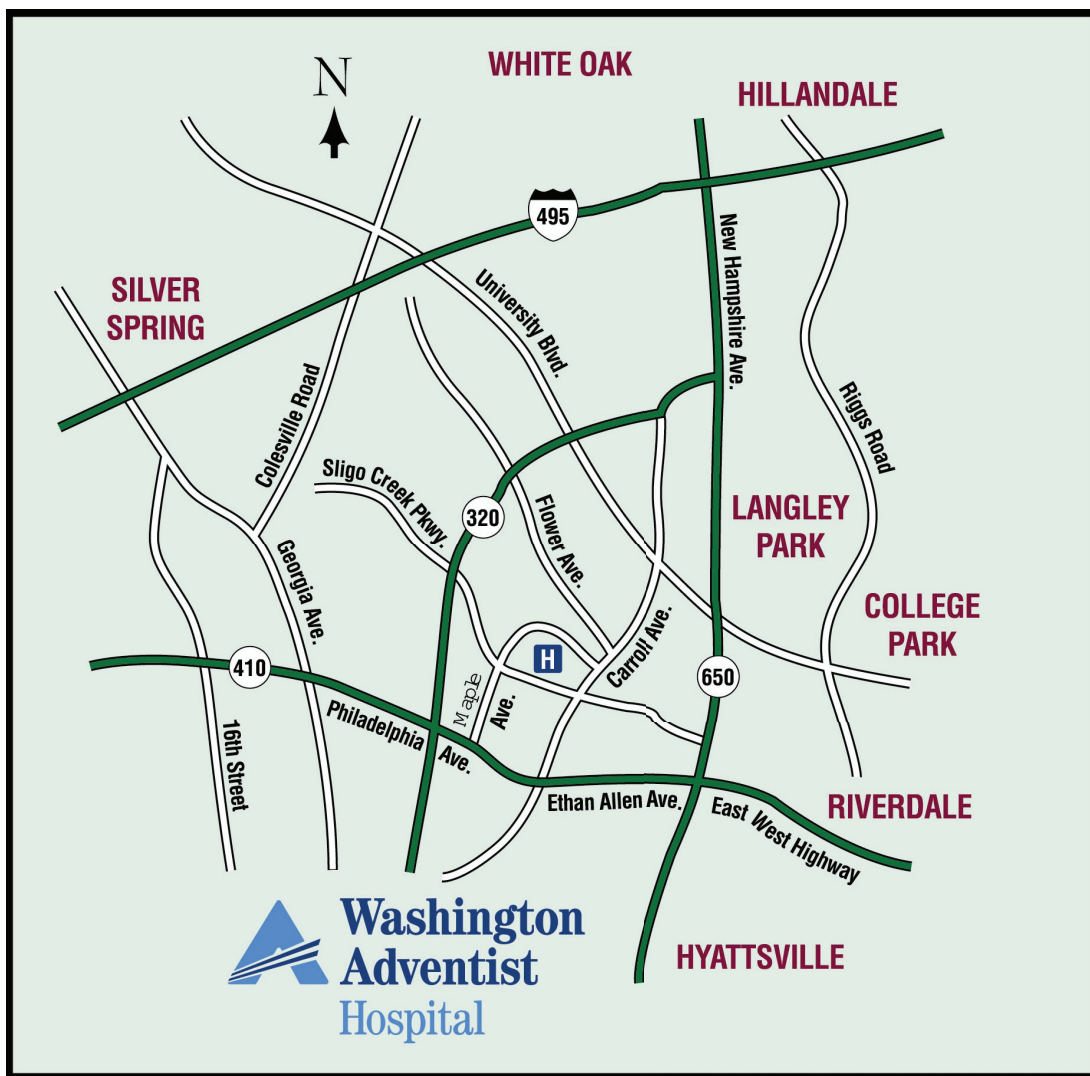 WHITE OAK
N
HILLANDALE
495
New Hampshire Ave.
SILVER
SPRING
University Blvd.
Colesville Road
Riggs Road
Sligo Creek Pkwy.
320
Flower Ave.
LANGLEY
PARK
Georgia Ave.
COLLEGE
PARK
Carroll Ave.
H
410
650
Maple
Ave.
Philadelphia
Ave.
16th Street
Ethan Allen Ave.
East West Highway
RIVERDALE
Washington
Adventist
Hospital
HYATTSVILLE